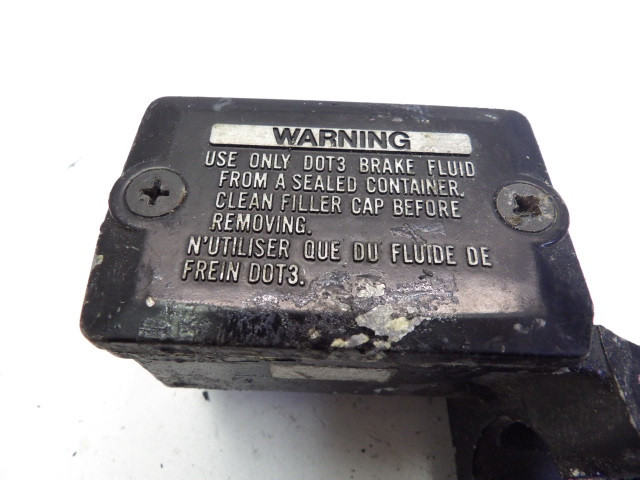 WARNING
USE ONLY DOT3 BRAKE FLUID
FROM A SEALED CONTAINER.
CLEAN FILLER CAP BEFORE
REMOVING.
N'UTILISER QUE DU FLUIDE DE
FREIN DOT3.